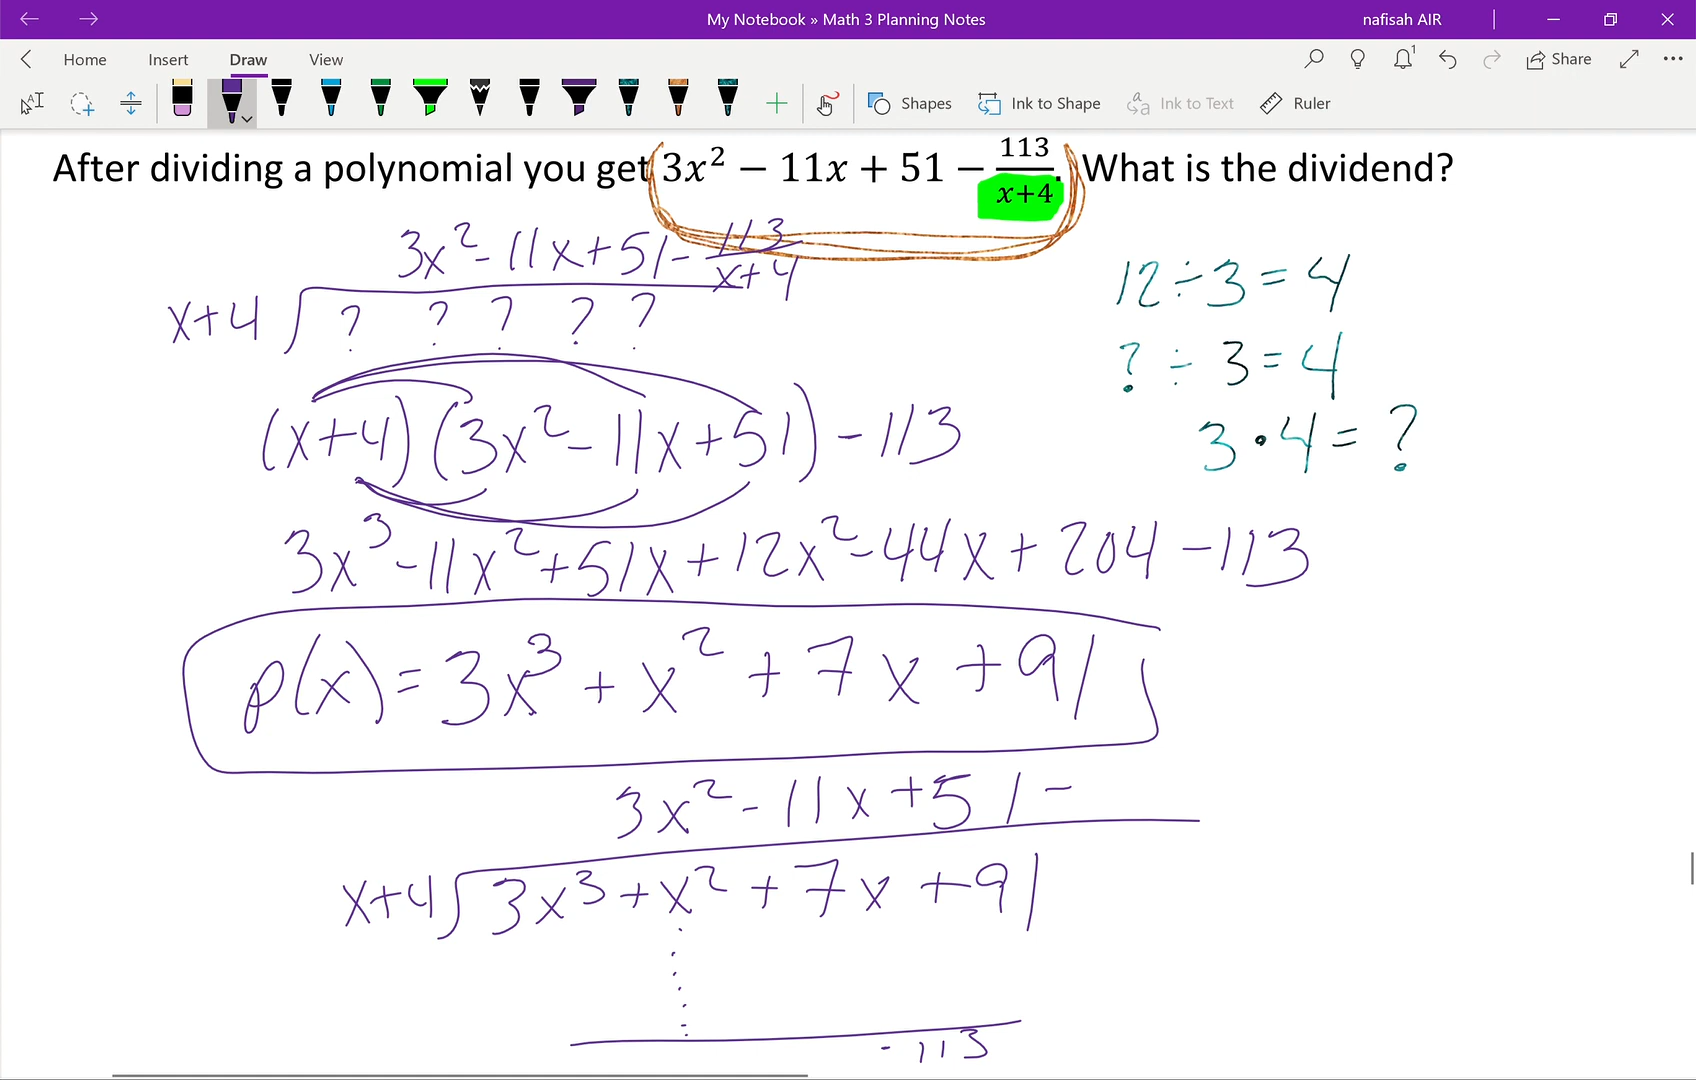 My Notebook » Math 3 Planning Notes
nafisah AIR
Home Insert Draw View
1
Share
Shapes
Ink to Shape
Ink to Text
Ruler
After dividing a polynomial you get 3x² − 11x + 51 − 113/(x+4). What is the dividend?
3x² - 11x + 51 - 113/(x+4)
x+4 ? ? ? ? ?
12 ÷ 3 = 4
? ÷ 3 = 4
3 • 4 = ?
(x+4)(3x² - 11x + 51) - 113
3x³ - 11x² + 51x + 12x² - 44x + 204 - 113
p(x) = 3x³ + x² + 7x + 91
3x² - 11x + 51 -
x+4 3x³ + x² + 7x + 91
- 113